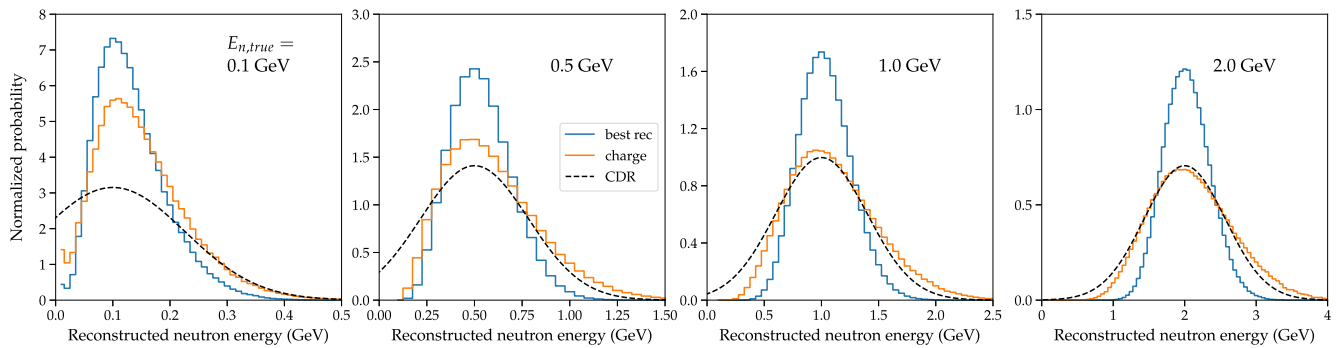 Normalized probability
8
7
6
5
4
3
2
1
0
0.0 0.1 0.2 0.3 0.4 0.5
Reconstructed neutron energy (GeV)
E_{n,true} =
0.1 GeV
3.0
2.5
2.0
1.5
1.0
0.5
0.0
0.00 0.25 0.50 0.75 1.00 1.25 1.50
Reconstructed neutron energy (GeV)
0.5 GeV
best rec
charge
CDR
2.0
1.6
1.2
0.8
0.4
0.0
0.0 0.5 1.0 1.5 2.0 2.5
Reconstructed neutron energy (GeV)
1.0 GeV
1.5
1.0
0.5
0.0
0 1 2 3 4
Reconstructed neutron energy (GeV)
2.0 GeV